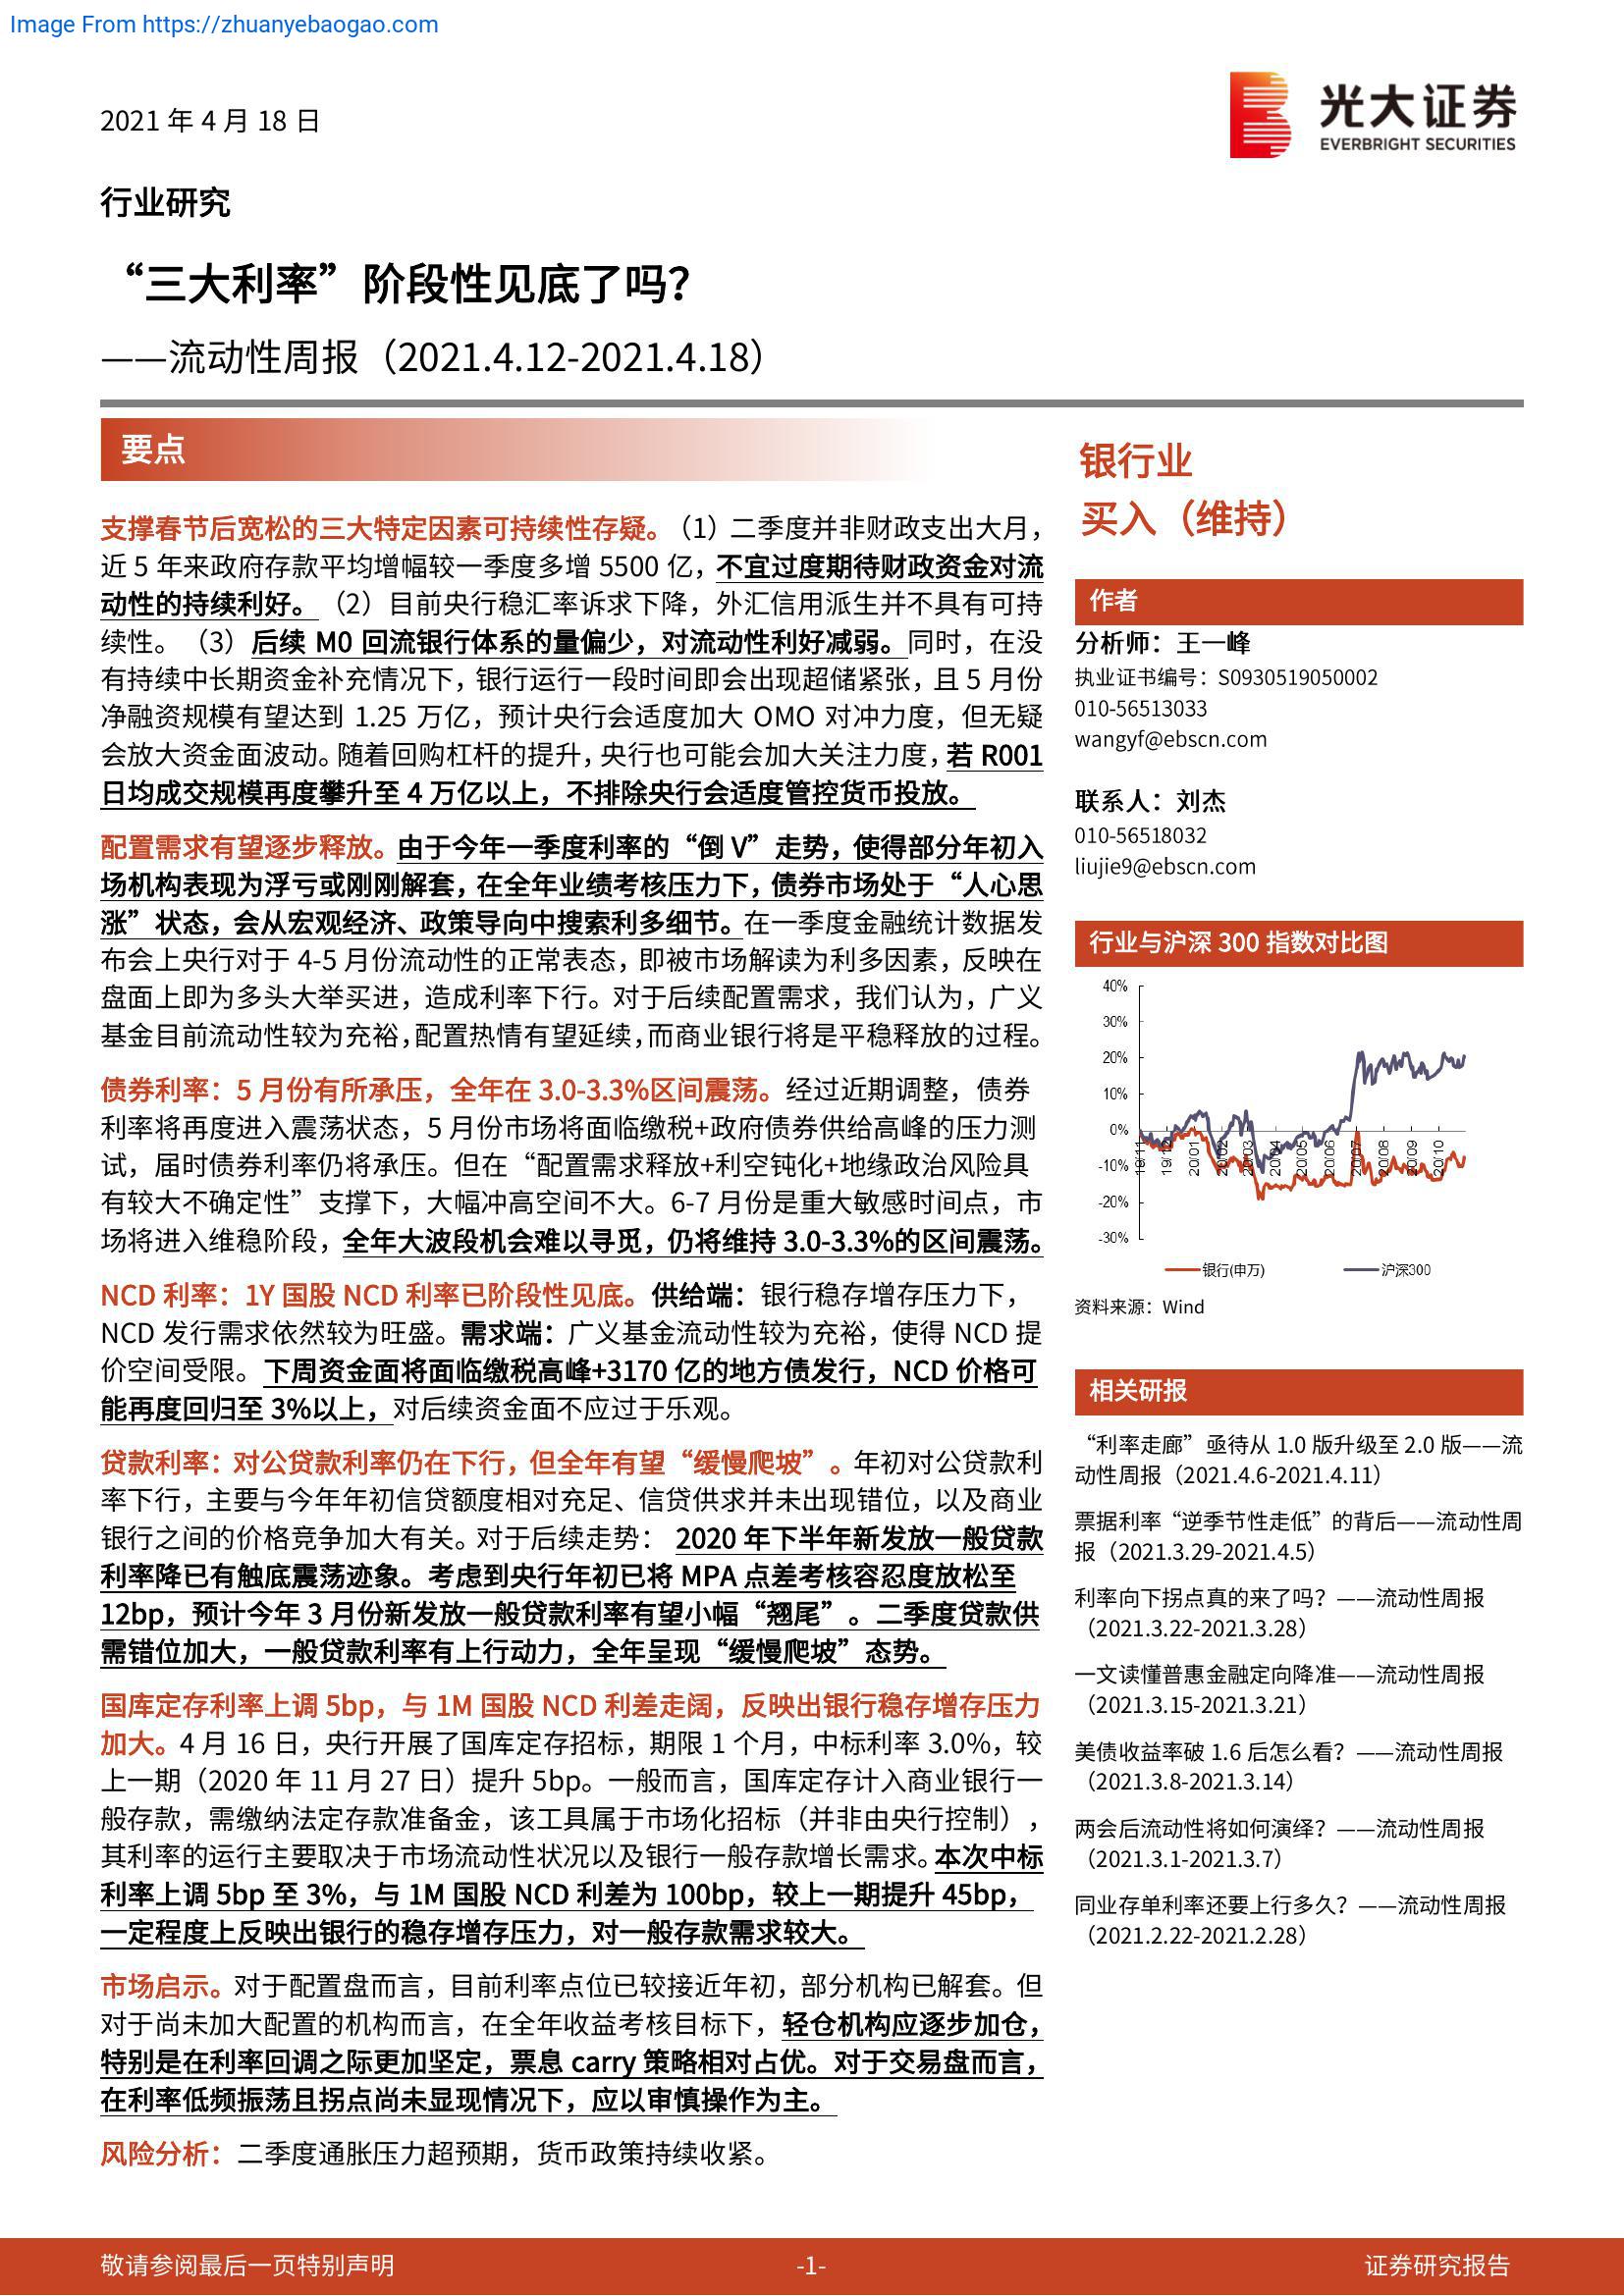 Image From https://zhuanyebaogao.com
2021 年 4 月 18 日
光大证券
EVERBRIGHT SECURITIES
行业研究
“三大利率”阶段性见底了吗?
——流动性周报（2021.4.12-2021.4.18）
要点
支撑春节后宽松的三大特定因素可持续性存疑。（1）二季度并非财政支出大月，
近 5 年来政府存款平均增幅较一季度多增 5500 亿，不宜过度期待财政资金对流
动性的持续利好。（2）目前央行稳汇率诉求下降，外汇信用派生并不具有可持
续性。（3）后续 M0 回流银行体系的量偏少，对流动性利好减弱。同时，在没
有持续中长期资金补充情况下，银行运行一段时间即会出现超储紧张，且 5 月份
净融资规模有望达到 1.25 万亿，预计央行会适度加大 OMO 对冲力度，但无疑
会放大资金面波动。随着回购杠杆的提升，央行也可能会加大关注力度，若 R001
日均成交规模再度攀升至 4 万亿以上，不排除央行会适度管控货币投放。
配置需求有望逐步释放。由于今年一季度利率的“倒 V”走势，使得部分年初入
场机构表现为浮亏或刚刚解套，在全年业绩考核压力下，债券市场处于“人心思
涨”状态，会从宏观经济、政策导向中搜索利多细节。在一季度金融统计数据发
布会上央行对于 4-5 月份流动性的正常表态，即被市场解读为利多因素，反映在
盘面上即为多头大举买进，造成利率下行。对于后续配置需求，我们认为，广义
基金目前流动性较为充裕，配置热情有望延续，而商业银行将是平稳释放的过程。
债券利率：5 月份有所承压，全年在 3.0-3.3%区间震荡。经过近期调整，债券
利率将再度进入震荡状态，5 月份市场将面临缴税+政府债券供给高峰的压力测
试，届时债券利率仍将承压。但在“配置需求释放+利空钝化+地缘政治风险具
有较大不确定性”支撑下，大幅冲高空间不大。6-7 月份是重大敏感时间点，市
场将进入维稳阶段，全年大波段机会难以寻觅，仍将维持 3.0-3.3%的区间震荡。
NCD 利率：1Y 国股 NCD 利率已阶段性见底。供给端：银行稳存增存压力下，
NCD 发行需求依然较为旺盛。需求端：广义基金流动性较为充裕，使得 NCD 提
价空间受限。下周资金面将面临缴税高峰+3170 亿的地方债发行，NCD 价格可
能再度回归至 3%以上，对后续资金面不应过于乐观。
贷款利率：对公贷款利率仍在下行，但全年有望“缓慢爬坡”。年初对公贷款利
率下行，主要与今年年初信贷额度相对充足、信贷供求并未出现错位，以及商业
银行之间的价格竞争加大有关。对于后续走势： 2020 年下半年新发放一般贷款
利率降已有触底震荡迹象。考虑到央行年初已将 MPA 点差考核容忍度放松至
12bp，预计今年 3 月份新发放一般贷款利率有望小幅“翘尾”。二季度贷款供
需错位加大，一般贷款利率有上行动力，全年呈现“缓慢爬坡”态势。
国库定存利率上调 5bp，与 1M 国股 NCD 利差走阔，反映出银行稳存增存压力
加大。4 月 16 日，央行开展了国库定存招标，期限 1 个月，中标利率 3.0%，较
上一期（2020 年 11 月 27 日）提升 5bp。一般而言，国库定存计入商业银行一
般存款，需缴纳法定存款准备金，该工具属于市场化招标（并非由央行控制），
其利率的运行主要取决于市场流动性状况以及银行一般存款增长需求。本次中标
利率上调 5bp 至 3%，与 1M 国股 NCD 利差为 100bp，较上一期提升 45bp，
一定程度上反映出银行的稳存增存压力，对一般存款需求较大。
市场启示。对于配置盘而言，目前利率点位已较接近年初，部分机构已解套。但
对于尚未加大配置的机构而言，在全年收益考核目标下，轻仓机构应逐步加仓，
特别是在利率回调之际更加坚定，票息 carry 策略相对占优。对于交易盘而言，
在利率低频振荡且拐点尚未显现情况下，应以审慎操作为主。
风险分析：二季度通胀压力超预期，货币政策持续收紧。
银行业
买入（维持）
作者
分析师：王一峰
执业证书编号：S0930519050002
010-56513033
wangyf@ebscn.com
联系人：刘杰
010-56518032
liujie9@ebscn.com
行业与沪深 300 指数对比图
40%
30%
20%
10%
0%
-10%
-20%
-30%
19/11 19/12 20/01 20/02 20/03 20/04 20/05 20/06 20/07 20/08 20/09 20/10
银行(申万) 沪深300
资料来源：Wind
相关研报
“利率走廊”亟待从 1.0 版升级至 2.0 版——流
动性周报（2021.4.6-2021.4.11）
票据利率“逆季节性走低”的背后——流动性周
报（2021.3.29-2021.4.5）
利率向下拐点真的来了吗？——流动性周报
（2021.3.22-2021.3.28）
一文读懂普惠金融定向降准——流动性周报
（2021.3.15-2021.3.21）
美债收益率破 1.6 后怎么看？——流动性周报
（2021.3.8-2021.3.14）
两会后流动性将如何演绎？——流动性周报
（2021.3.1-2021.3.7）
同业存单利率还要上行多久？——流动性周报
（2021.2.22-2021.2.28）
敬请参阅最后一页特别声明
-1-
证券研究报告